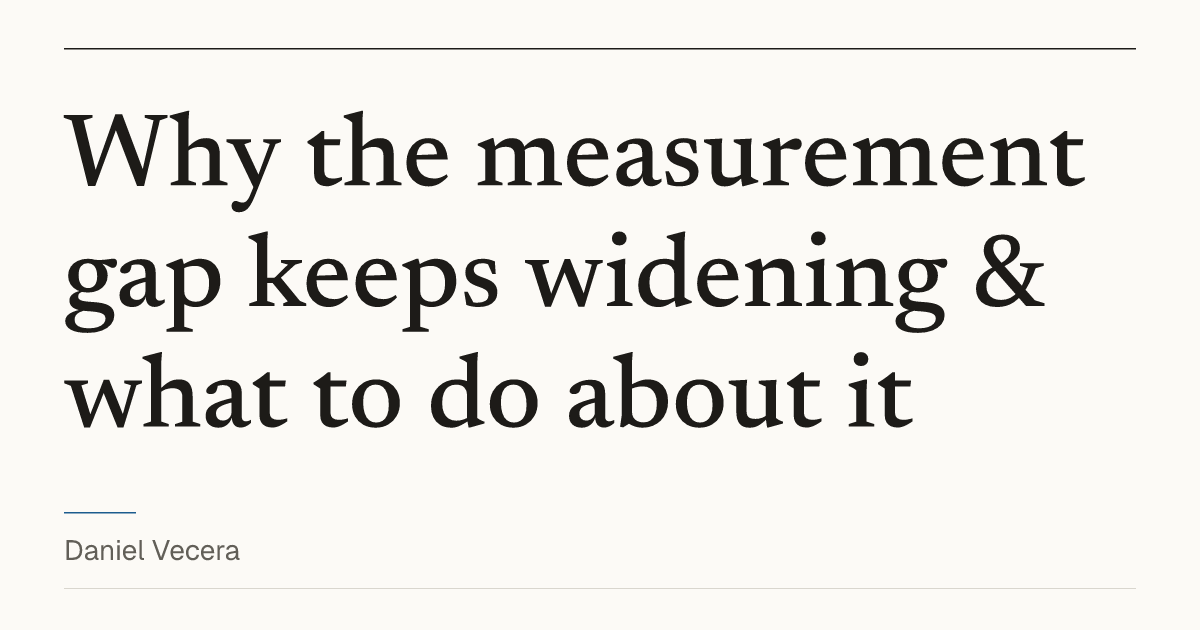 Why the measurement
gap keeps widening &
what to do about it
Daniel Vecera